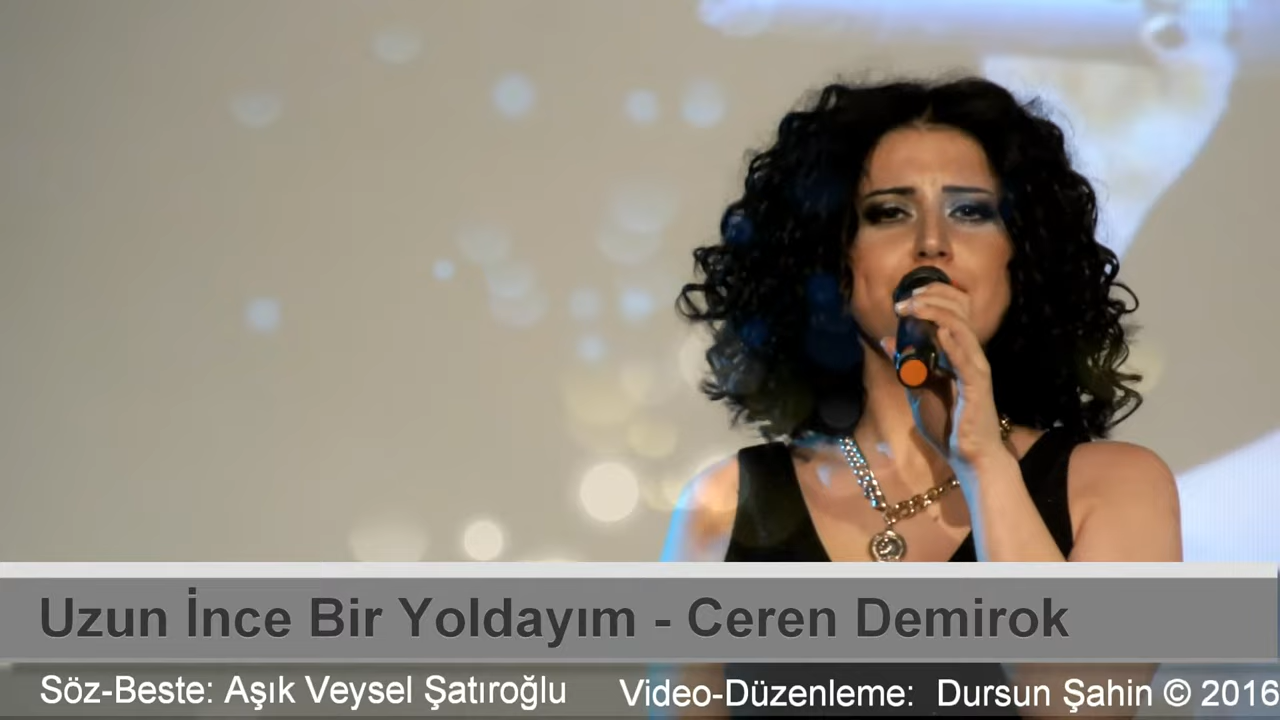 Uzun İnce Bir Yoldayım - Ceren Demirok
Söz-Beste: Aşık Veysel Şatıroğlu Video-Düzenleme: Dursun Şahin © 2016